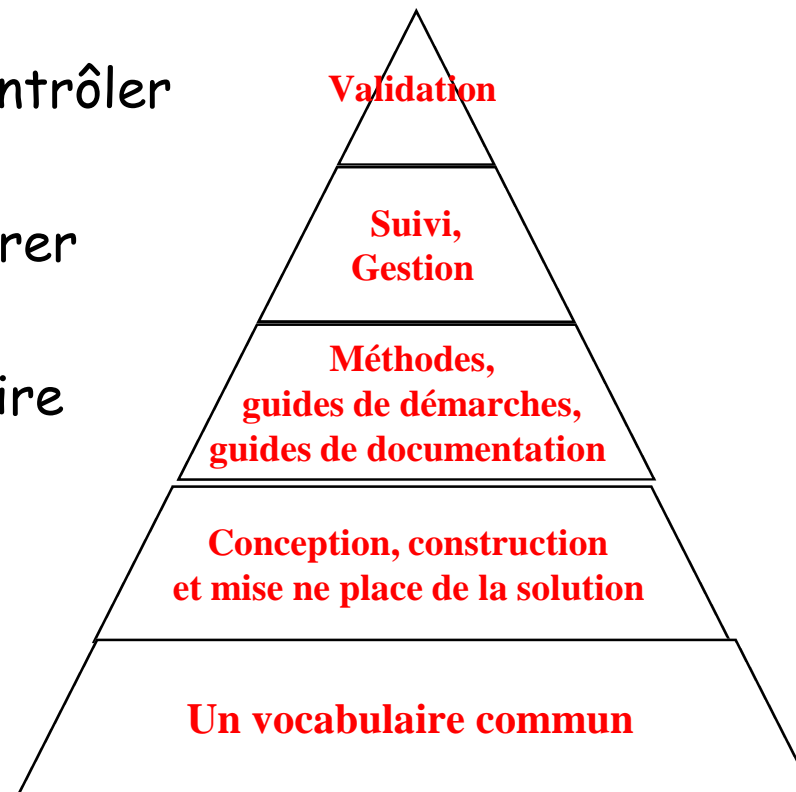 ntrôler
Validation
rer
Suivi,
Gestion
ire
Méthodes,
guides de démarches,
guides de documentation
Conception, construction
et mise ne place de la solution
Un vocabulaire commun